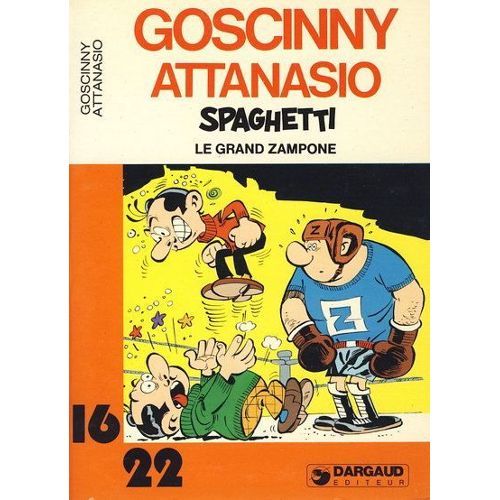 GOSCINNY
ATTANASIO
GOSCINNY
ATTANASIO
SPAGHETTI
LE GRAND ZAMPONE
Z
Z
16
22
DARGAUD
EDITEUR